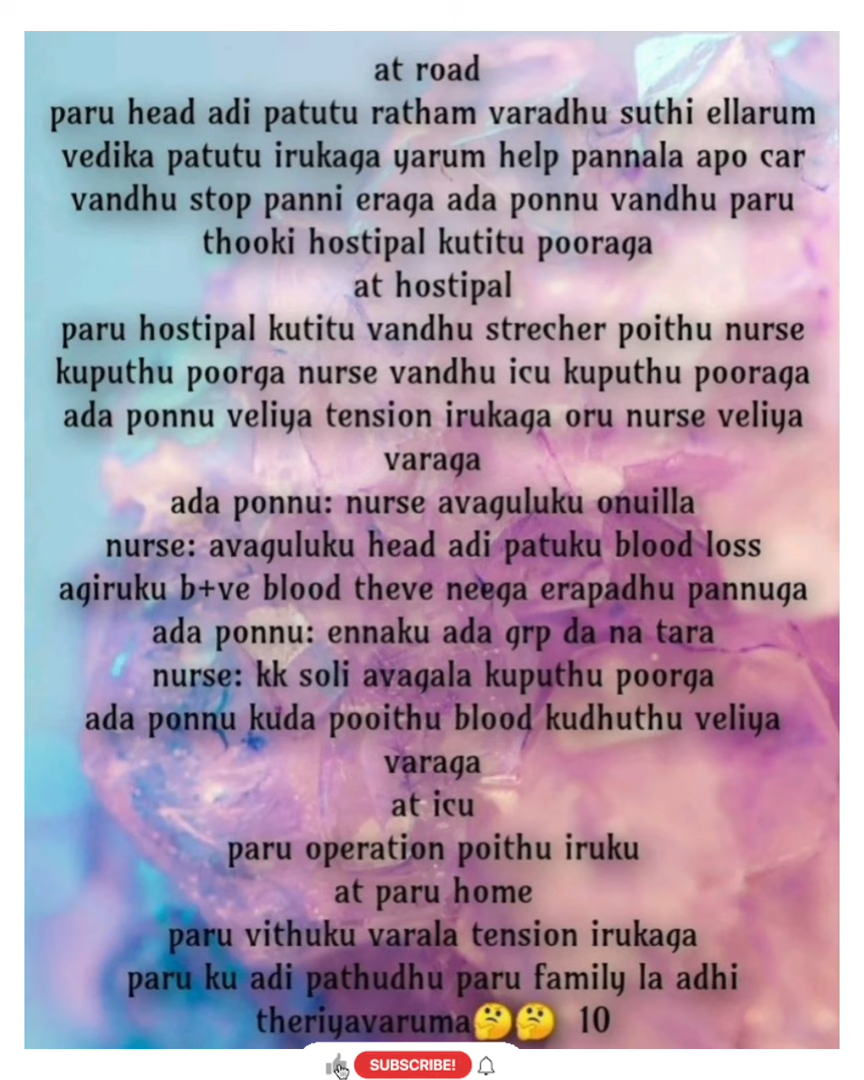 at road
paru head adi patutu ratham varadhu suthi ellarum
vedika patutu irukaga yarum help pannala apo car
vandhu stop panni eraga ada ponnu vandhu paru
thooki hostipal kutitu pooraga
at hostipal
paru hostipal kutitu vandhu strecher poithu nurse
kuputhu poorga nurse vandhu icu kuputhu pooraga
ada ponnu veliya tension irukaga oru nurse veliya
varaga
ada ponnu: nurse avaguluku onuilla
nurse: avaguluku head adi patuku blood loss
agiruku b+ve blood theve neega erapadhu pannuga
ada ponnu: ennaku ada grp da na tara
nurse: kk soli avagala kuputhu poorga
ada ponnu kuda pooithu blood kudhuthu veliya
varaga
at icu
paru operation poithu iruku
at paru home
paru vithuku varala tension irukaga
paru ku adi pathudhu paru family la adhi
theriyavaruma🤔🤔 10
SUBSCRIBE!